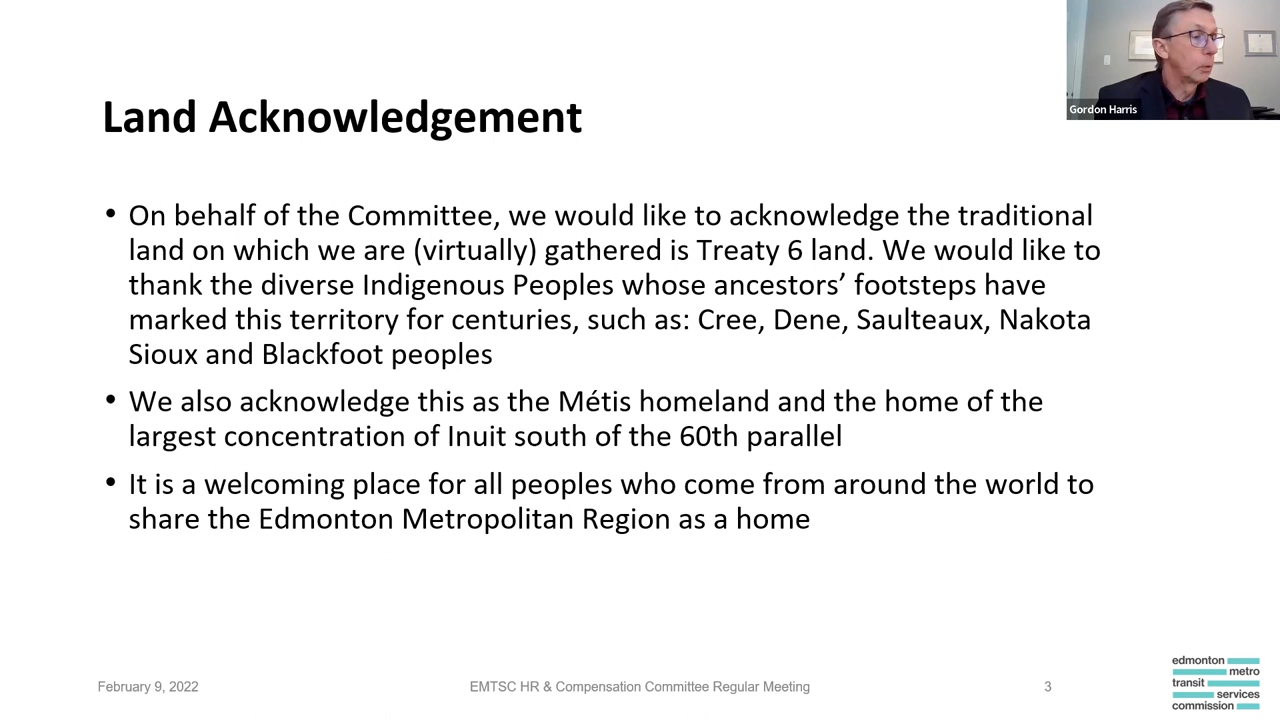 Gordon Harris
Land Acknowledgement
• On behalf of the Committee, we would like to acknowledge the traditional
land on which we are (virtually) gathered is Treaty 6 land. We would like to
thank the diverse Indigenous Peoples whose ancestors’ footsteps have
marked this territory for centuries, such as: Cree, Dene, Saulteaux, Nakota
Sioux and Blackfoot peoples
• We also acknowledge this as the Métis homeland and the home of the
largest concentration of Inuit south of the 60th parallel
• It is a welcoming place for all peoples who come from around the world to
share the Edmonton Metropolitan Region as a home
February 9, 2022
EMTSC HR & Compensation Committee Regular Meeting
3
edmonton
metro
transit
services
commission